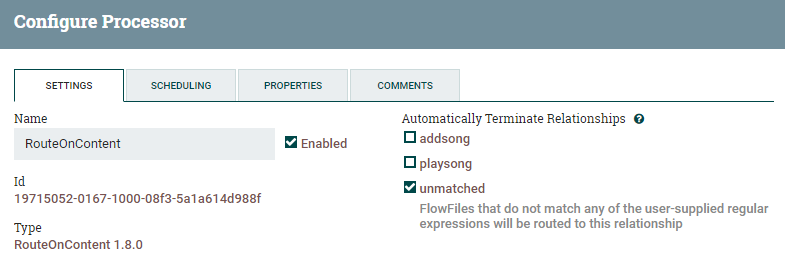 Configure Processor
SETTINGS
SCHEDULING
PROPERTIES
COMMENTS
Name
RouteOnContent
Enabled
Id
19715052-0167-1000-08f3-5a1a614d988f
Type
RouteOnContent 1.8.0
Automatically Terminate Relationships ?
addsong
playsong
unmatched
FlowFiles that do not match any of the user-supplied regular
expressions will be routed to this relationship